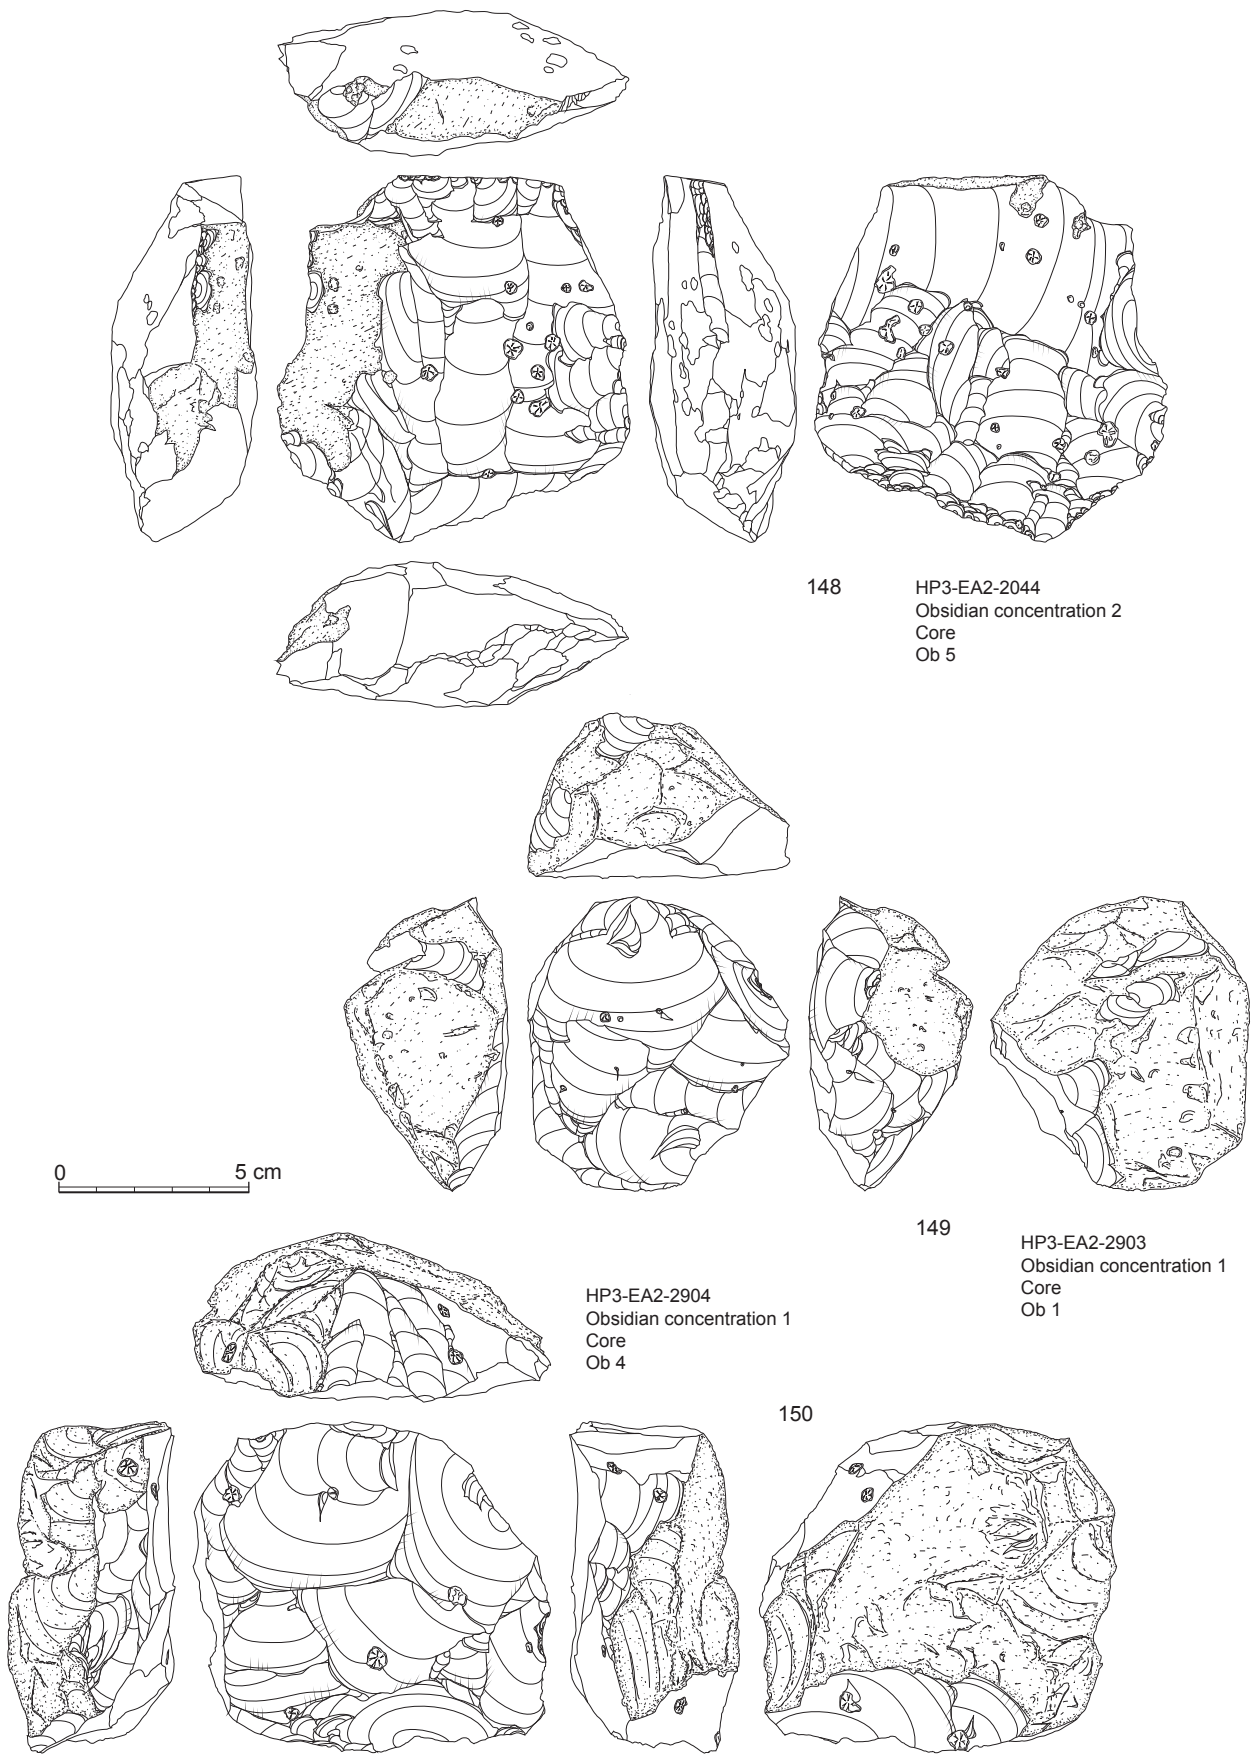 148
HP3-EA2-2044
Obsidian concentration 2
Core
Ob 5
0 5 cm
149
HP3-EA2-2903
Obsidian concentration 1
Core
Ob 1
HP3-EA2-2904
Obsidian concentration 1
Core
Ob 4
150